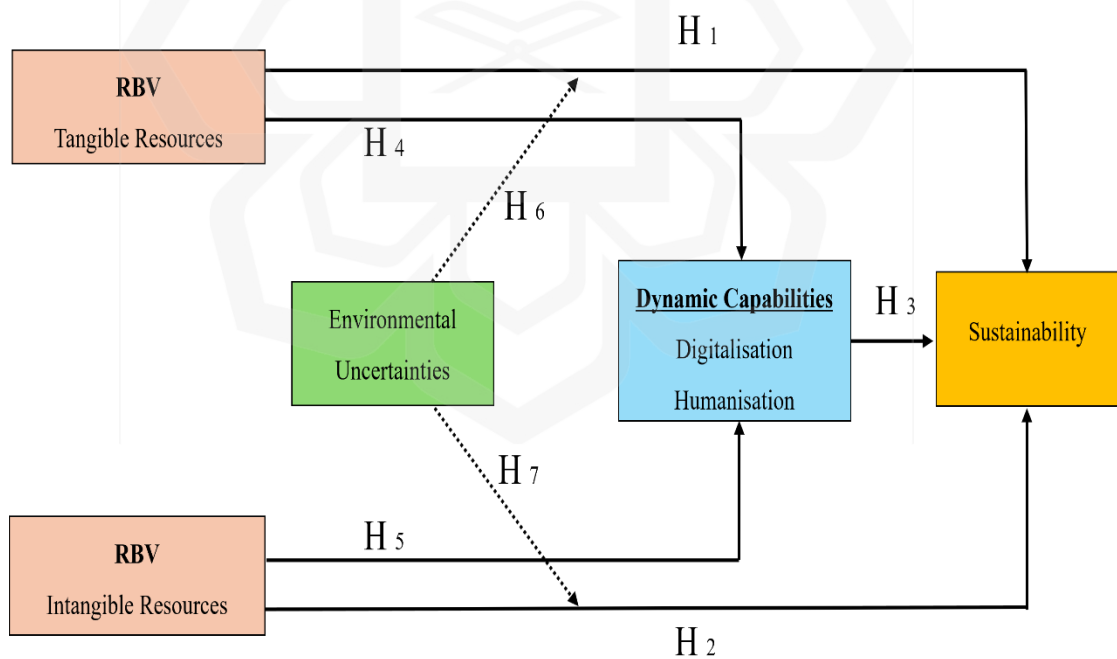 H 1
RBV
Tangible Resources
H 4
H 6
Environmental
Uncertainties
Dynamic Capabilities
Digitalisation
Humanisation
H 3
Sustainability
H 7
RBV
Intangible Resources
H 5
H 2